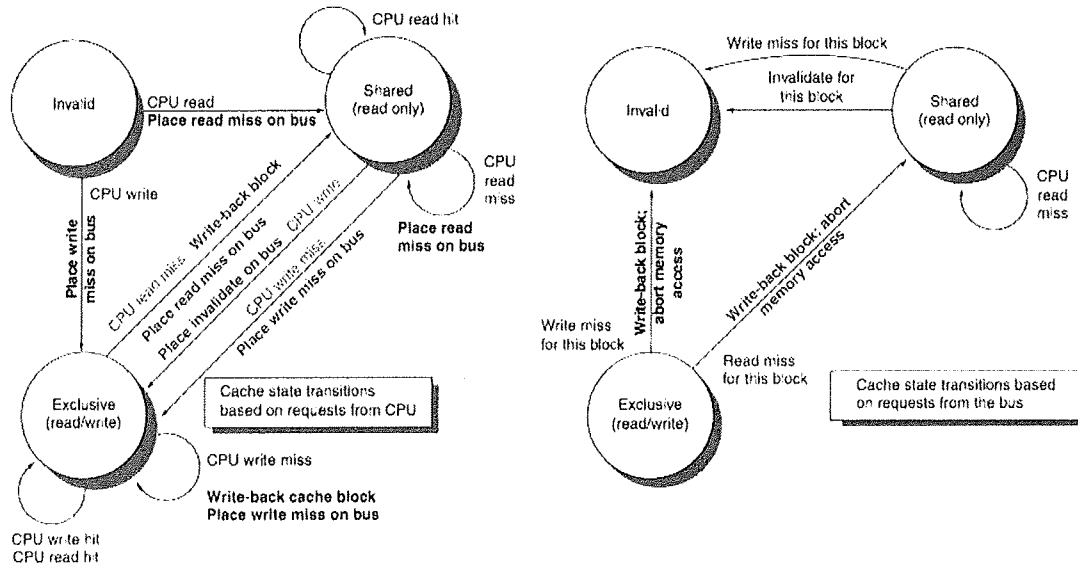 CPU read hit
Invalid
CPU read
Place read miss on bus
Shared
(read only)
CPU write
Place write
miss on bus
CPU
read
miss
Place read
miss on bus
CPU read miss Write-back block
Place read miss on bus
Place invalidate on bus CPU write
CPU write miss
Place write miss on bus
Exclusive
(read/write)
Cache state transitions
based on requests from CPU
CPU write miss
Write-back cache block
Place write miss on bus
CPU write hit
CPU read hit
Write miss for this block
Invalidate for
this block
Invalid
Shared
(read only)
CPU
read
miss
Write-back block;
abort memory
access
Write-back block; abort
memory access
Write miss
for this block
Read miss
for this block
Exclusive
(read/write)
Cache state transitions based
on requests from the bus